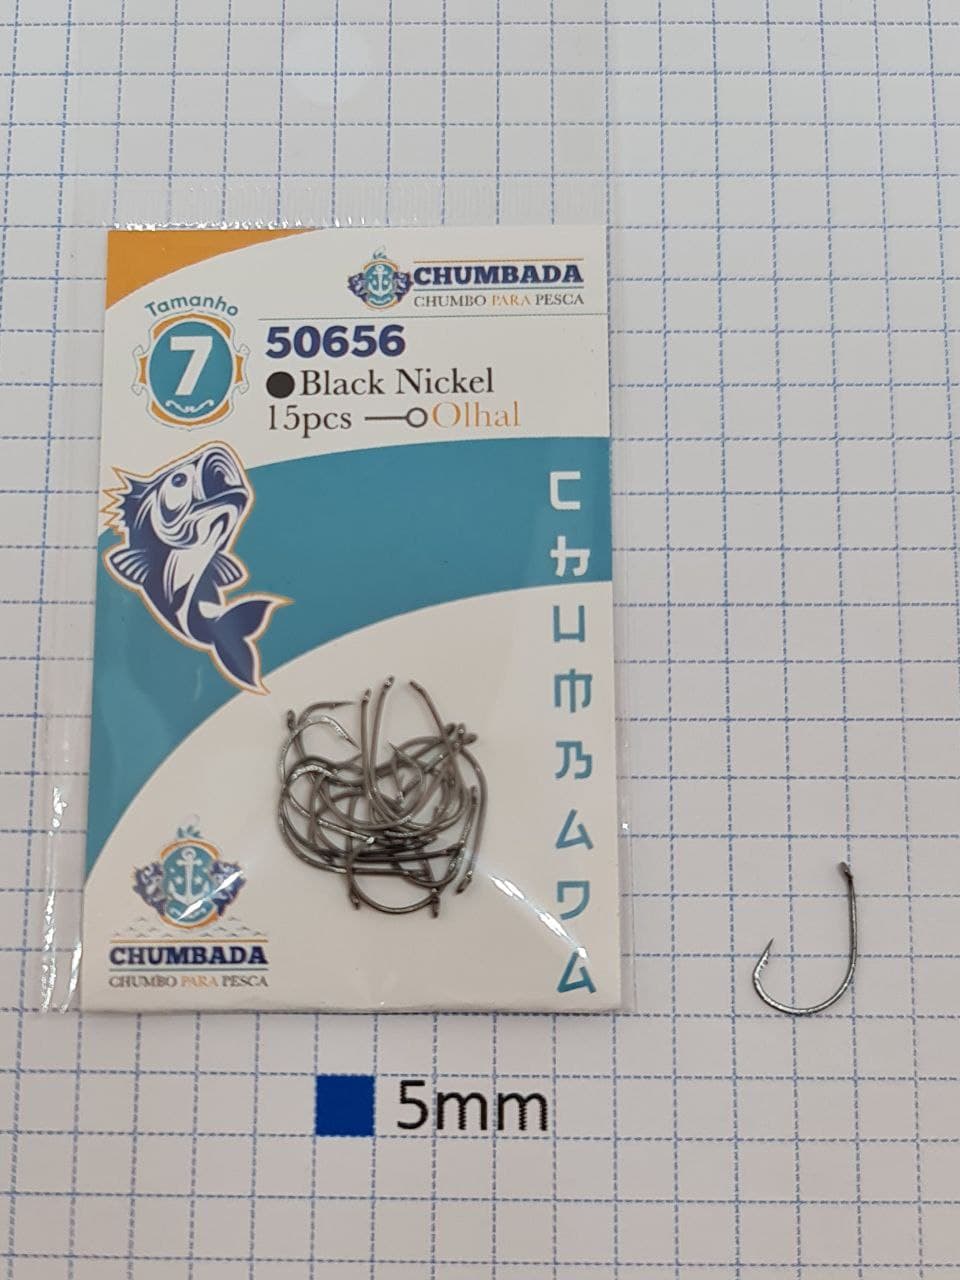 CHUMBADA
CHUMBO PARA PESCA
Tamanho
7
50656
Black Nickel
15pcs Olhal
CHUMBADA
CHUMBADA
CHUMBO PARA PESCA
5mm